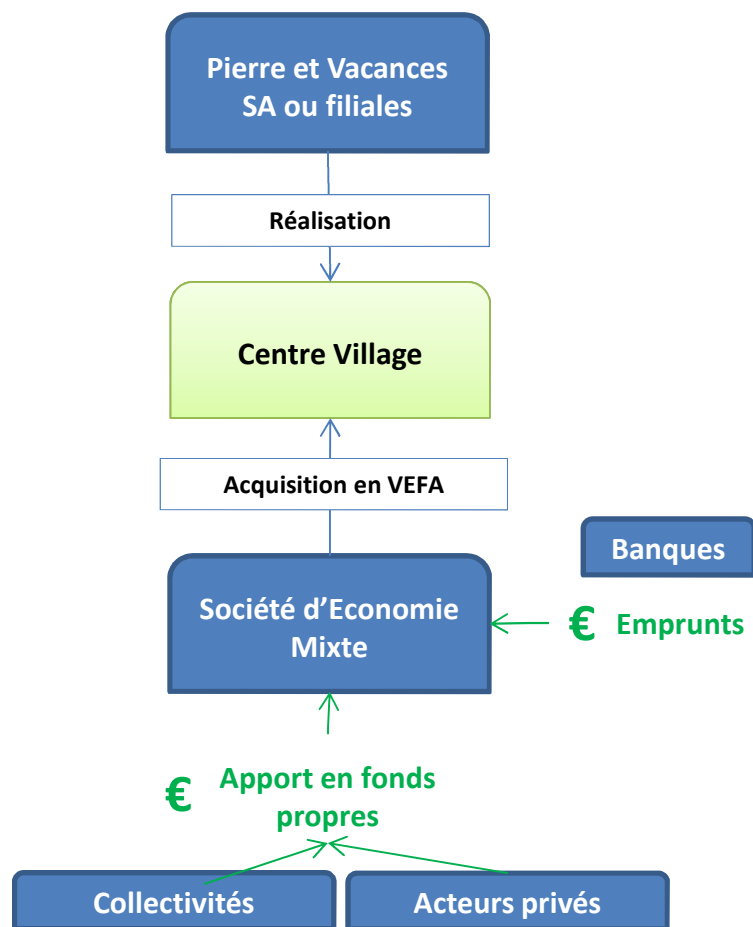 Pierre et Vacances
SA ou filiales
Réalisation
Centre Village
Acquisition en VEFA
Banques
Société d’Economie
Mixte
€ Emprunts
€ Apport en fonds
propres
Collectivités
Acteurs privés